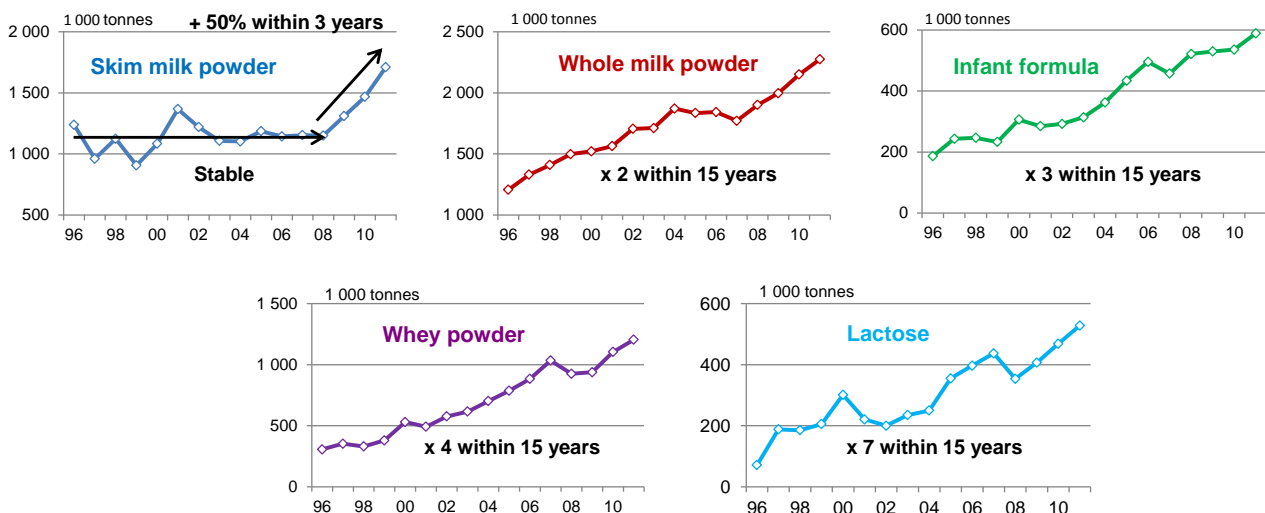 1 000 tonnes
+ 50% within 3 years
2 000
1 500
1 000
500
Skim milk powder
Stable
96 98 00 02 04 06 08 10
1 000 tonnes
2 500
2 000
1 500
1 000
Whole milk powder
x 2 within 15 years
96 98 00 02 04 06 08 10
1 000 tonnes
600
400
200
0
Infant formula
x 3 within 15 years
96 98 00 02 04 06 08 10
1 000 tonnes
1 500
1 000
500
0
Whey powder
x 4 within 15 years
96 98 00 02 04 06 08 10
1 000 tonnes
600
400
200
0
Lactose
x 7 within 15 years
96 98 00 02 04 06 08 10